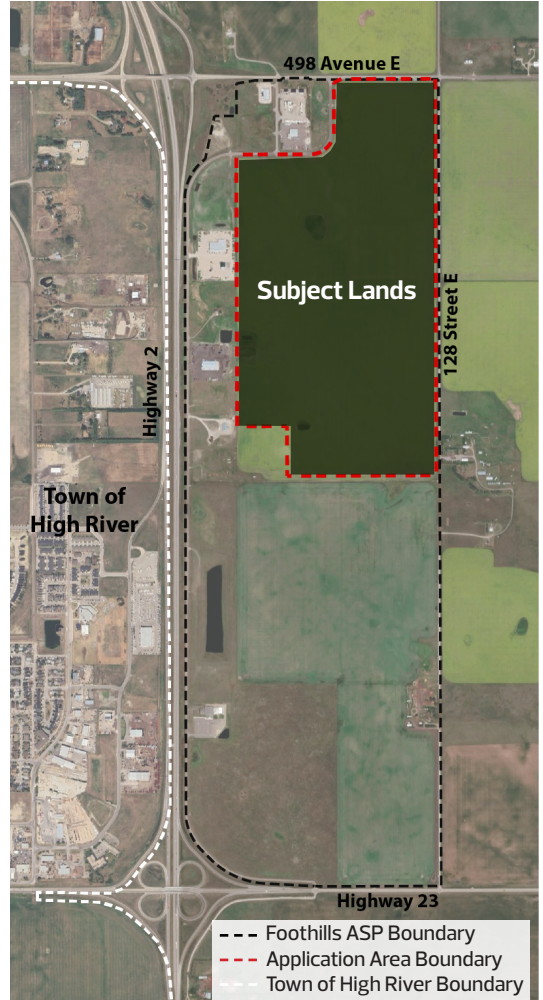 498 Avenue E
Subject Lands
128 Street E
Highway 2
Town of
High River
Highway 23
Foothills ASP Boundary
Application Area Boundary
Town of High River Boundary